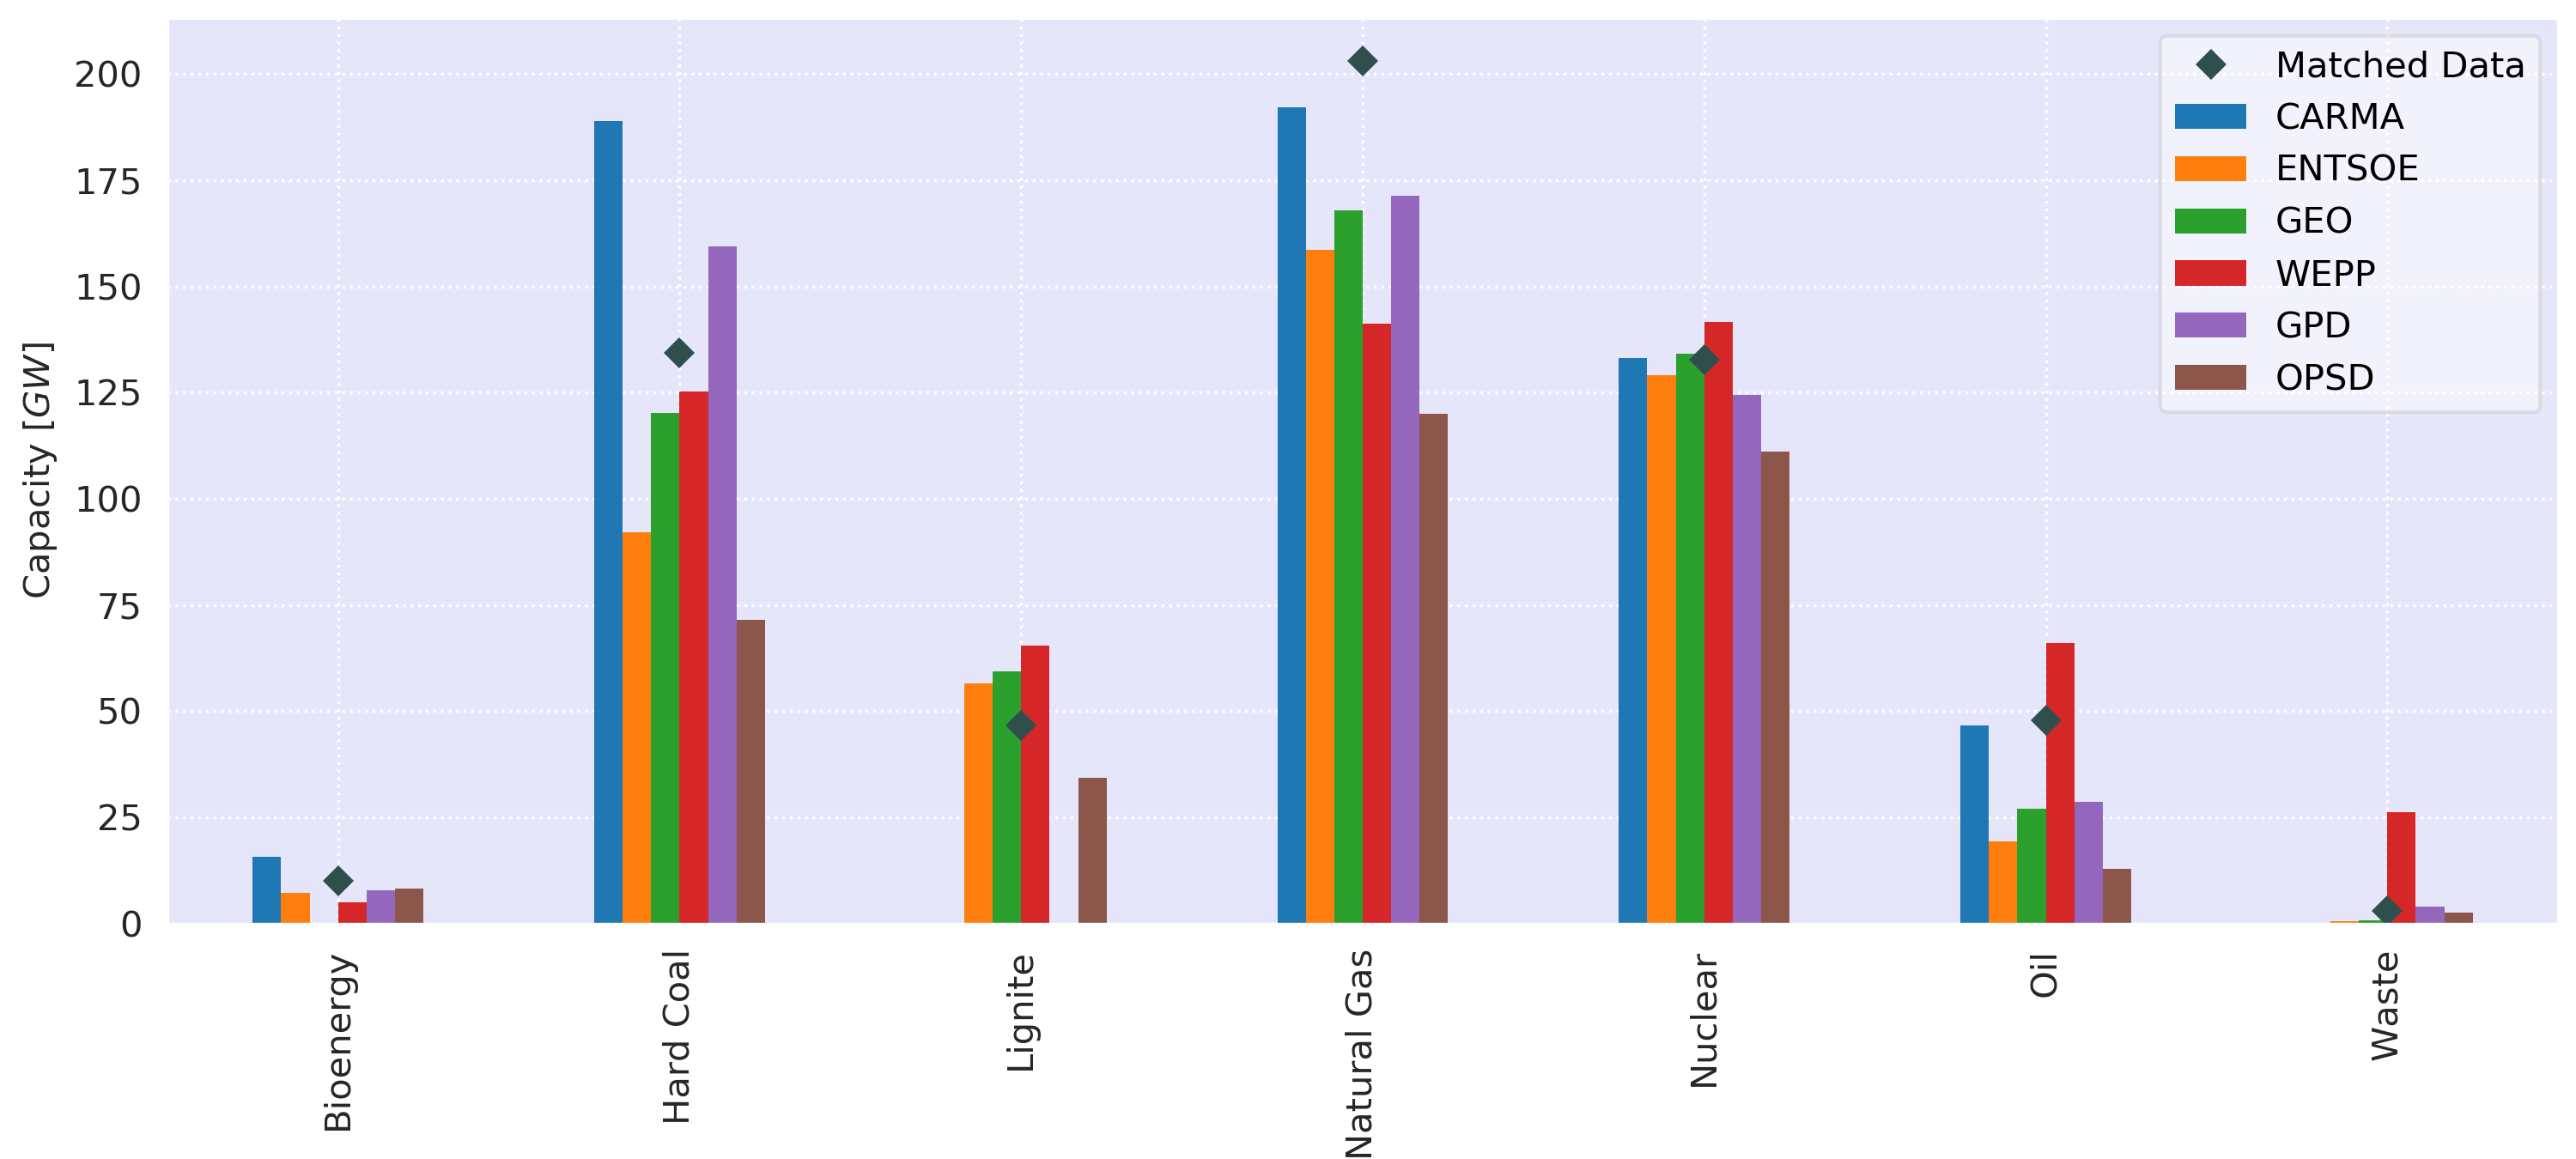 Capacity [GW]
200
175
150
125
100
75
50
25
0
Matched Data
CARMA
ENTSOE
GEO
WEPP
GPD
OPSD
Bioenergy
Hard Coal
Lignite
Natural Gas
Nuclear
Oil
Waste